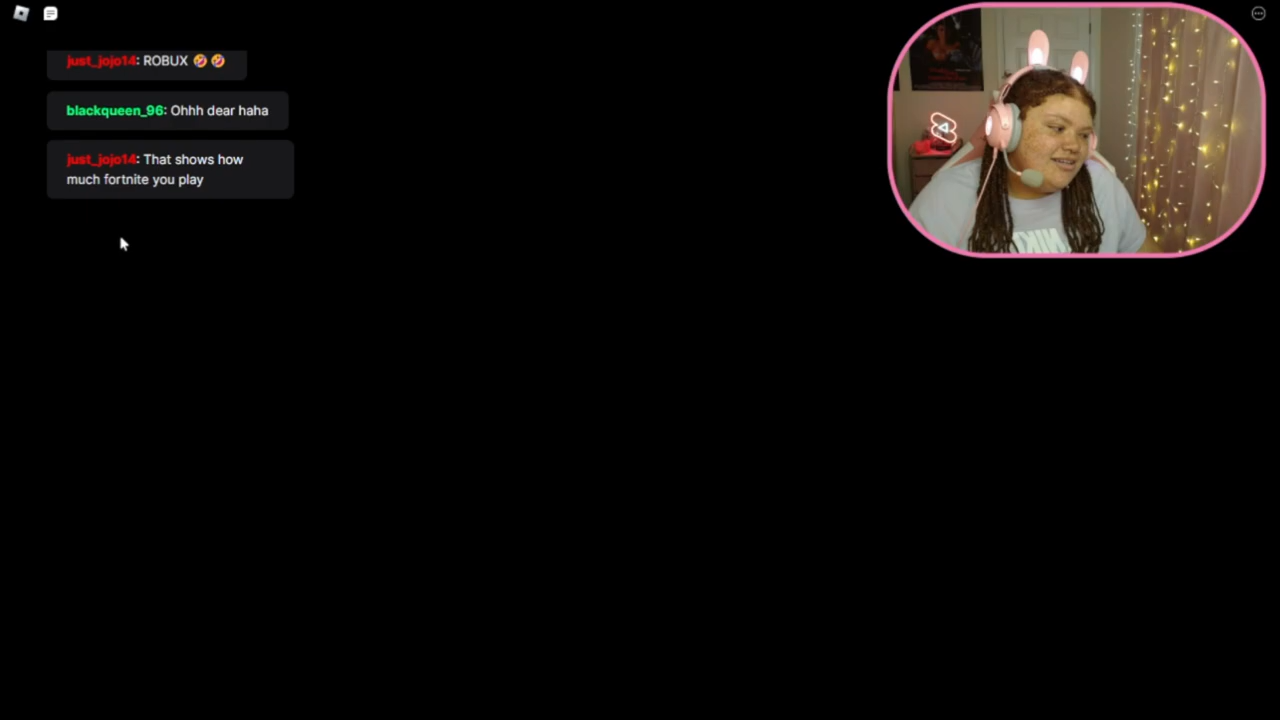 just_jojo14: ROBUX 🤣 🤣
blackqueen_96: Ohhh dear haha
just_jojo14: That shows how
much fortnite you play